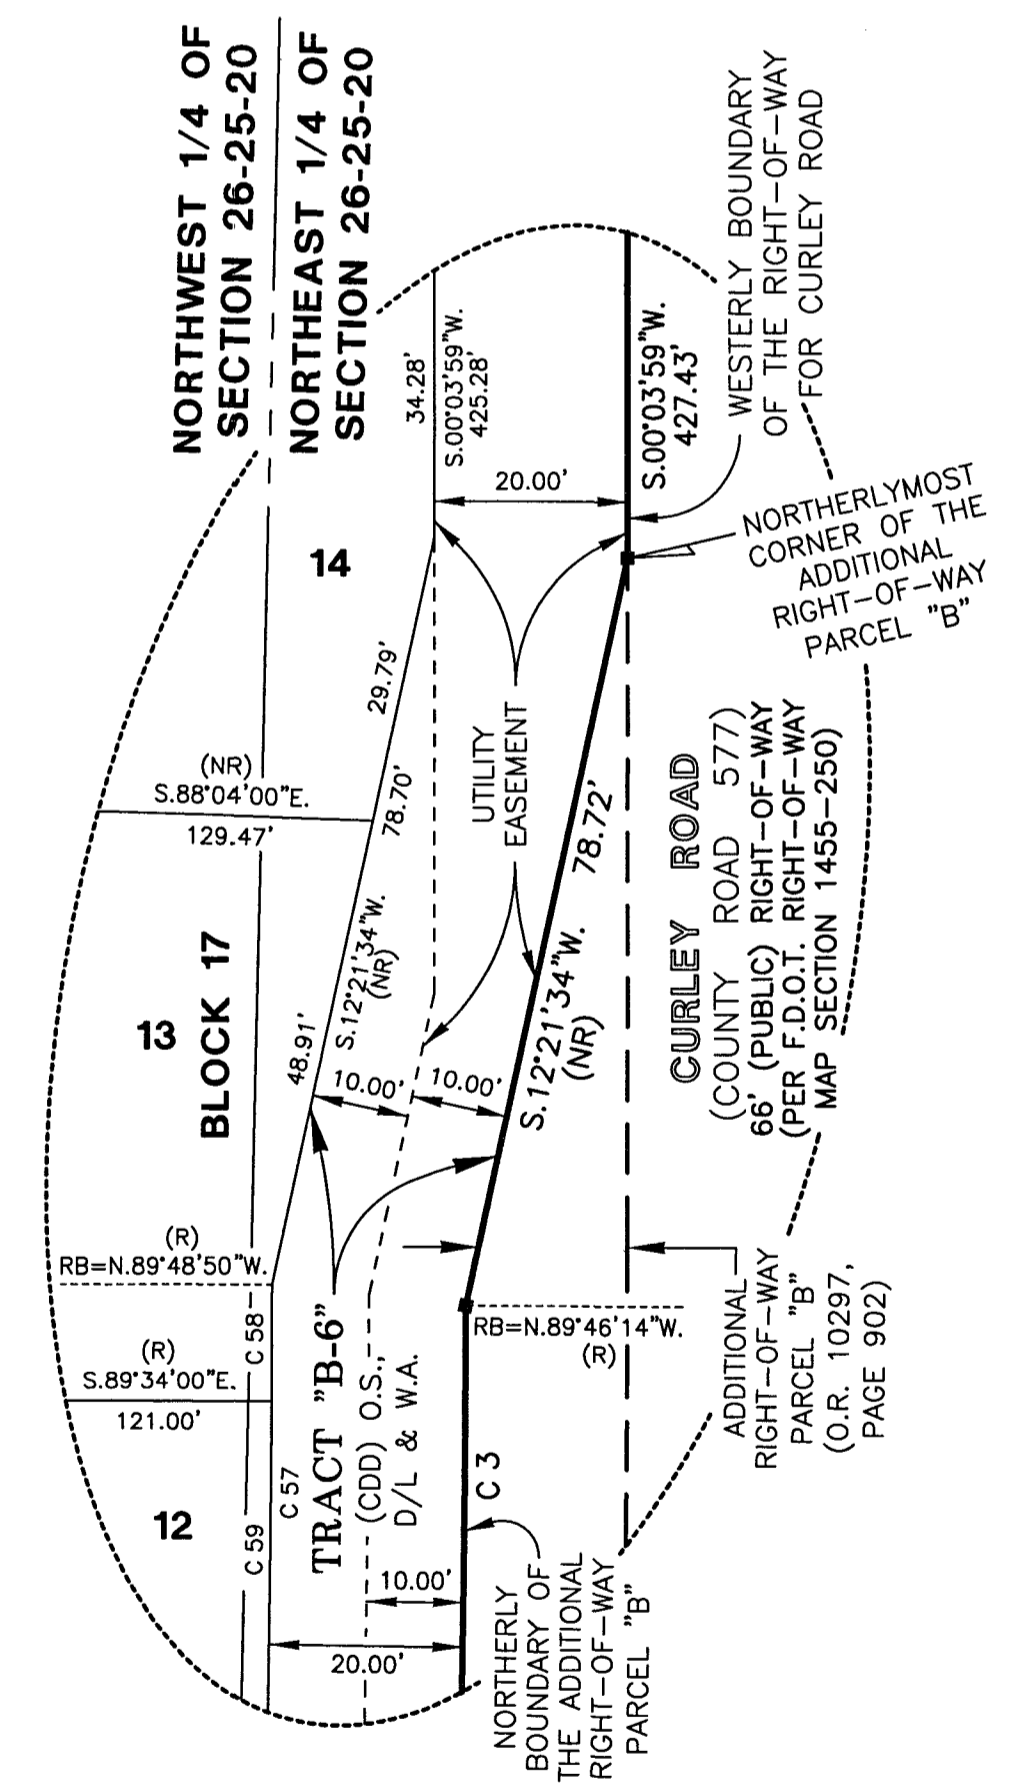 NORTHWEST 1/4 OF
SECTION 26-25-20
NORTHEAST 1/4 OF
SECTION 26-25-20
14
34.28'
S.00°03'59"W.
425.28'
20.00'
S.00°03'59"W.
427.43'
WESTERLY BOUNDARY
OF THE RIGHT-OF-WAY
FOR CURLEY ROAD
NORTHERLYMOST
CORNER OF THE
ADDITIONAL
RIGHT-OF-WAY
PARCEL "B"
(NR)
S.88°04'00"E.
129.47'
29.79'
78.70'
UTILITY
EASEMENT
78.72'
13
BLOCK 17
48.91'
S.12°21'34"W.
(NR)
10.00'
10.00'
S.12°21'34"W.
(NR)
CURLEY ROAD
(COUNTY ROAD 577)
66' (PUBLIC) RIGHT-OF-WAY
(PER F.D.O.T. RIGHT-OF-WAY
MAP SECTION 1455-250)
(R)
RB=N.89°48'50"W.
(R)
S.89°34'00"E.
121.00'
C 58
12
C 59
C 57
TRACT "B-6"
(CDD) O.S.,
D/L & W.A.
RB=N.89°46'14"W.
(R)
C 3
10.00'
20.00'
ADDITIONAL
RIGHT-OF-WAY
PARCEL "B"
(O.R. 10297,
PAGE 902)
NORTHERLY
BOUNDARY OF
THE ADDITIONAL
RIGHT-OF-WAY
PARCEL "B"